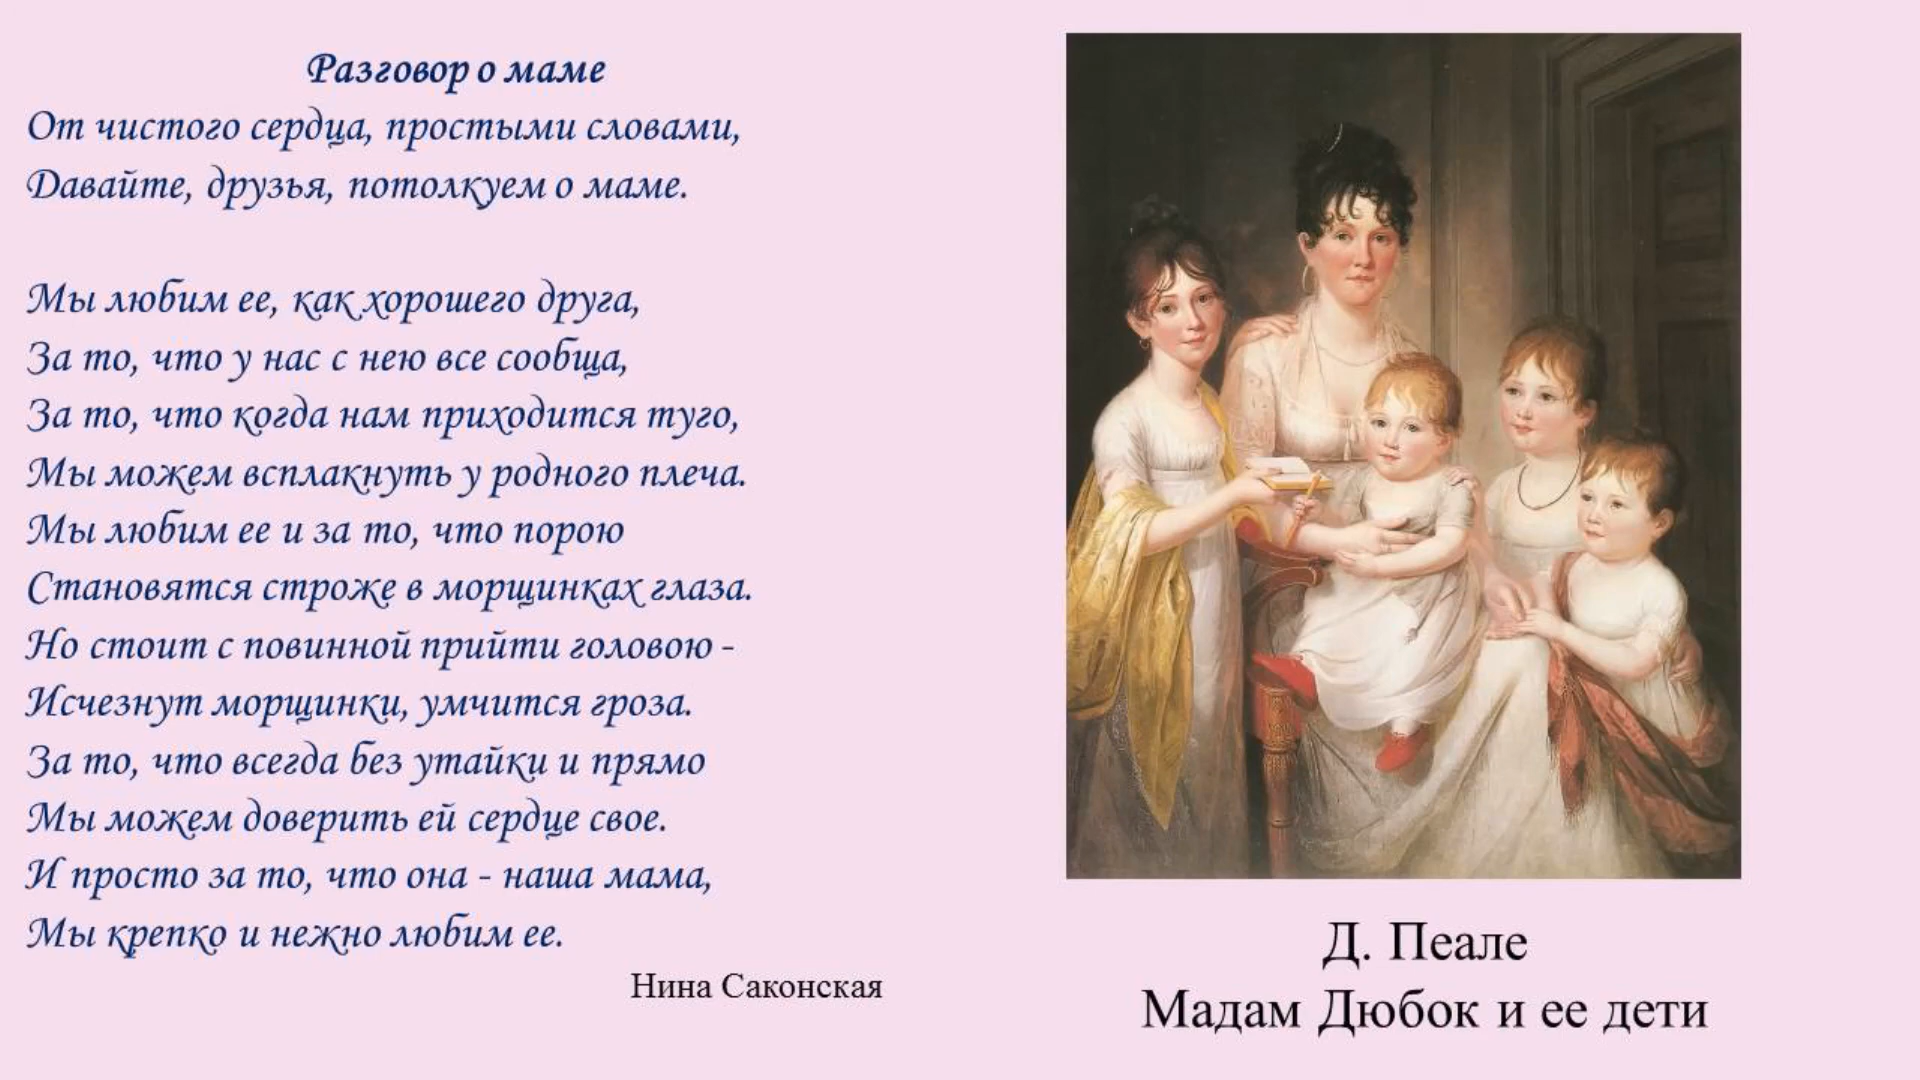 Разговор о маме
От чистого сердца, простыми словами,
Давайте, друзья, потолкуем о маме.
Мы любим ее, как хорошего друга,
За то, что у нас с нею все сообща,
За то, что когда нам приходится туго,
Мы можем всплакнуть у родного плеча.
Мы любим ее и за то, что порою
Становятся строже в морщинках глаза.
Но стоит с повинной прийти головою -
Исчезнут морщинки, умчится гроза.
За то, что всегда без утайки и прямо
Мы можем доверить ей сердце свое.
И просто за то, что она - наша мама,
Мы крепко и нежно любим ее.
Нина Саконская
Д. Пеале
Мадам Дюбок и ее дети